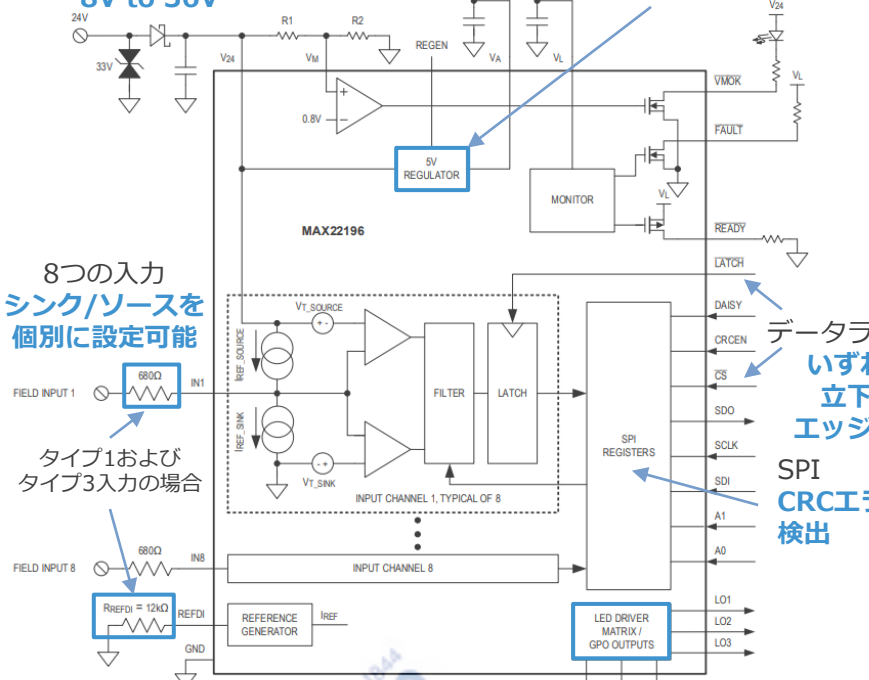 8V to 36V
24V
R1
R2
V24
33V
V24
VM
REGEN
VA
VL
VMOK
VL
0.8V
FAULT
5V
REGULATOR
MONITOR
VL
MAX22196
READY
8つの入力
シンク/ソースを
個別に設定可能
LATCH
VT_SOURCE
IREF_SOURCE
DAISY
データラ
CRCEN
いずれ
CS
立下
エッジ
680Ω
FIELD INPUT 1
IN1
FILTER
LATCH
SDO
SPI
REGISTERS
SCLK
IREF_SINK
タイプ1および
タイプ3入力の場合
VT_SINK
SDI
SPI
CRCエラ
検出
INPUT CHANNEL 1, TYPICAL OF 8
A1
680Ω
FIELD INPUT 8
IN8
INPUT CHANNEL 8
A0
RREFDI = 12kΩ
REFDI
REFERENCE
GENERATOR
IREF
LED DRIVER
MATRIX /
GPO OUTPUTS
LO1
LO2
LO3
GND
1844